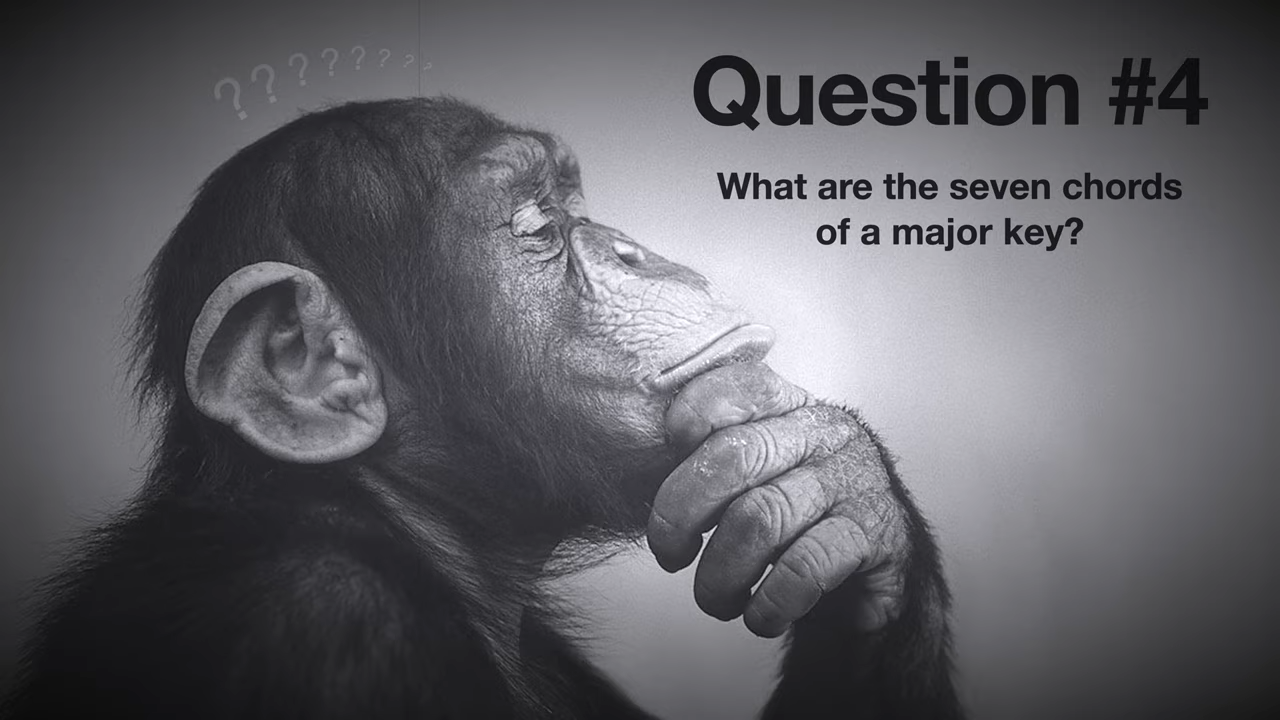 ? ? ? ? ? ? ? ? ?
Question #4
What are the seven chords
of a major key?